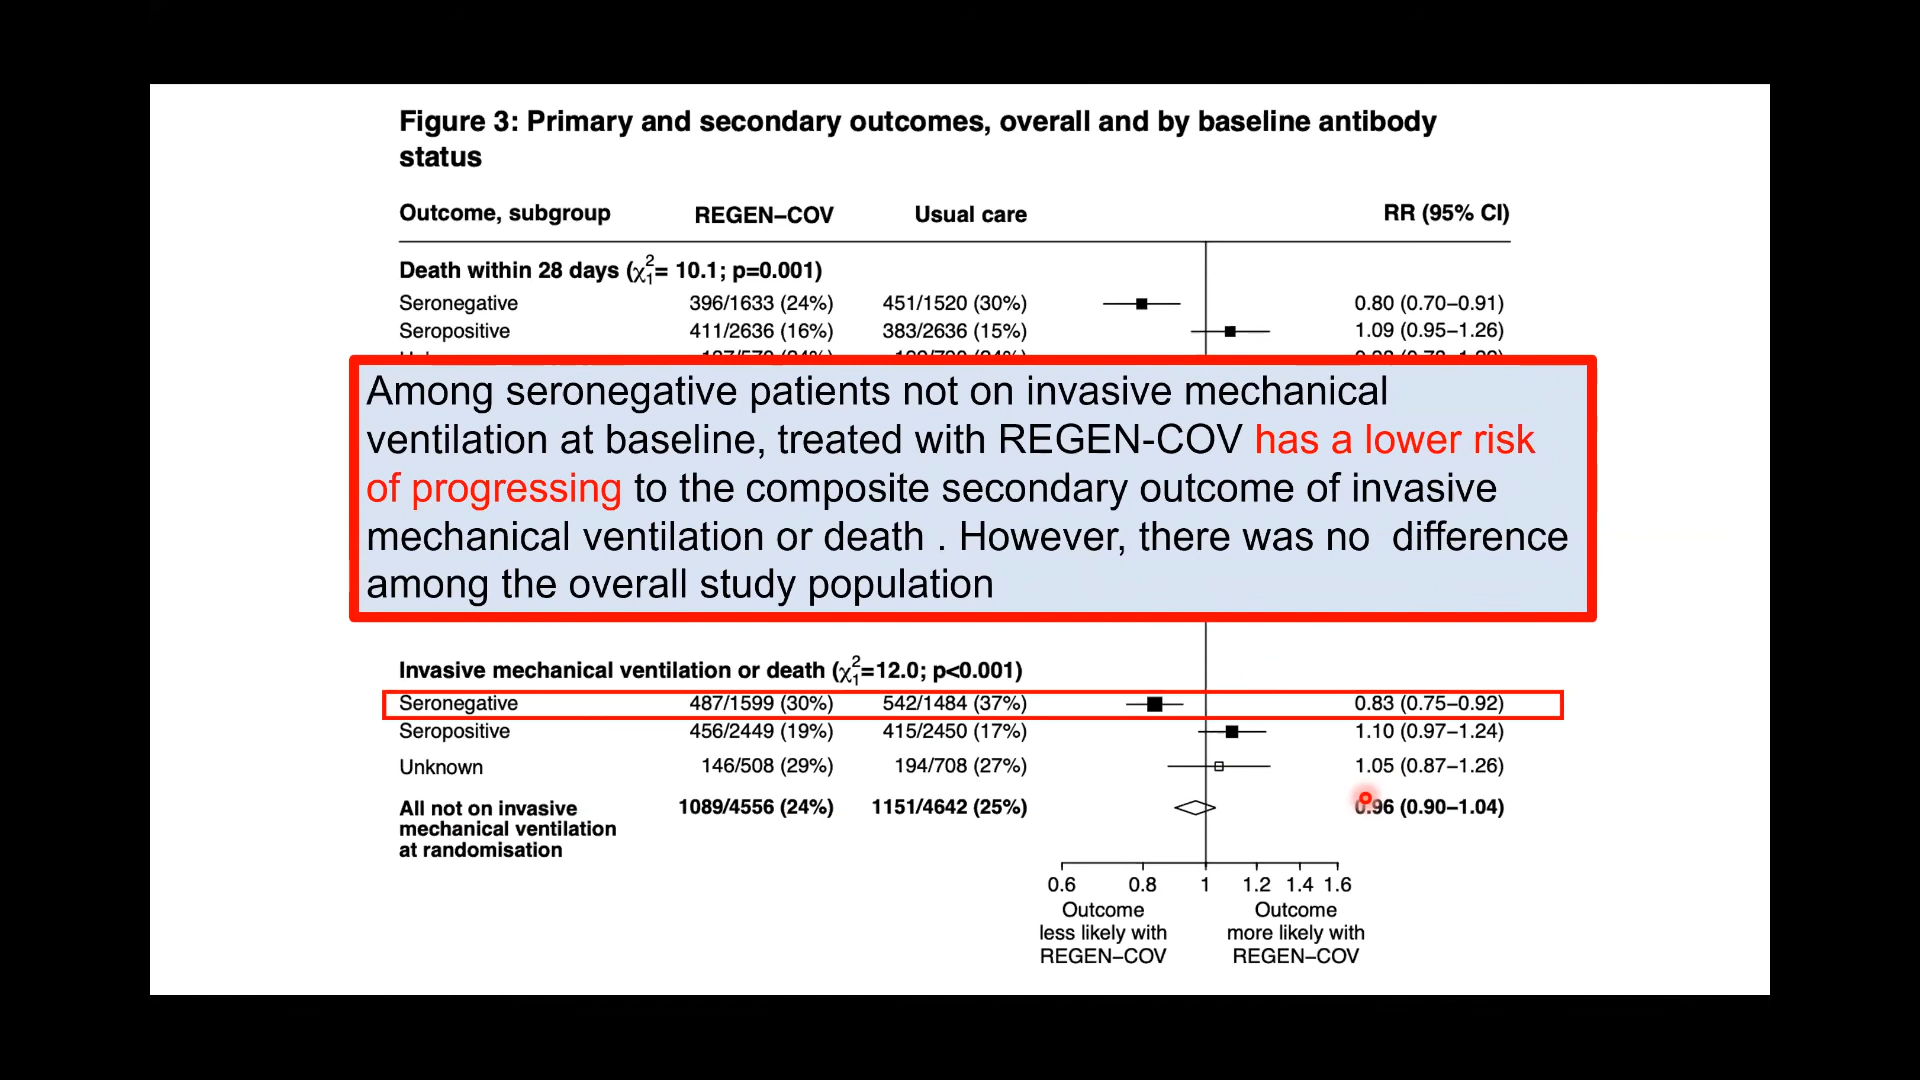 Figure 3: Primary and secondary outcomes, overall and by baseline antibody
status
Outcome, subgroup REGEN–COV Usual care RR (95% CI)
Death within 28 days (χ₁²= 10.1; p=0.001)
Seronegative 396/1633 (24%) 451/1520 (30%) 0.80 (0.70–0.91)
Seropositive 411/2636 (16%) 383/2636 (15%) 1.09 (0.95–1.26)
Among seronegative patients not on invasive mechanical
ventilation at baseline, treated with REGEN-COV has a lower risk
of progressing to the composite secondary outcome of invasive
mechanical ventilation or death . However, there was no difference
among the overall study population
Invasive mechanical ventilation or death (χ₁²=12.0; p<0.001)
Seronegative 487/1599 (30%) 542/1484 (37%) 0.83 (0.75–0.92)
Seropositive 456/2449 (19%) 415/2450 (17%) 1.10 (0.97–1.24)
Unknown 146/508 (29%) 194/708 (27%) 1.05 (0.87–1.26)
All not on invasive 1089/4556 (24%) 1151/4642 (25%) 0.96 (0.90–1.04)
mechanical ventilation
at randomisation
0.6 0.8 1 1.2 1.4 1.6
Outcome Outcome
less likely with more likely with
REGEN–COV REGEN–COV